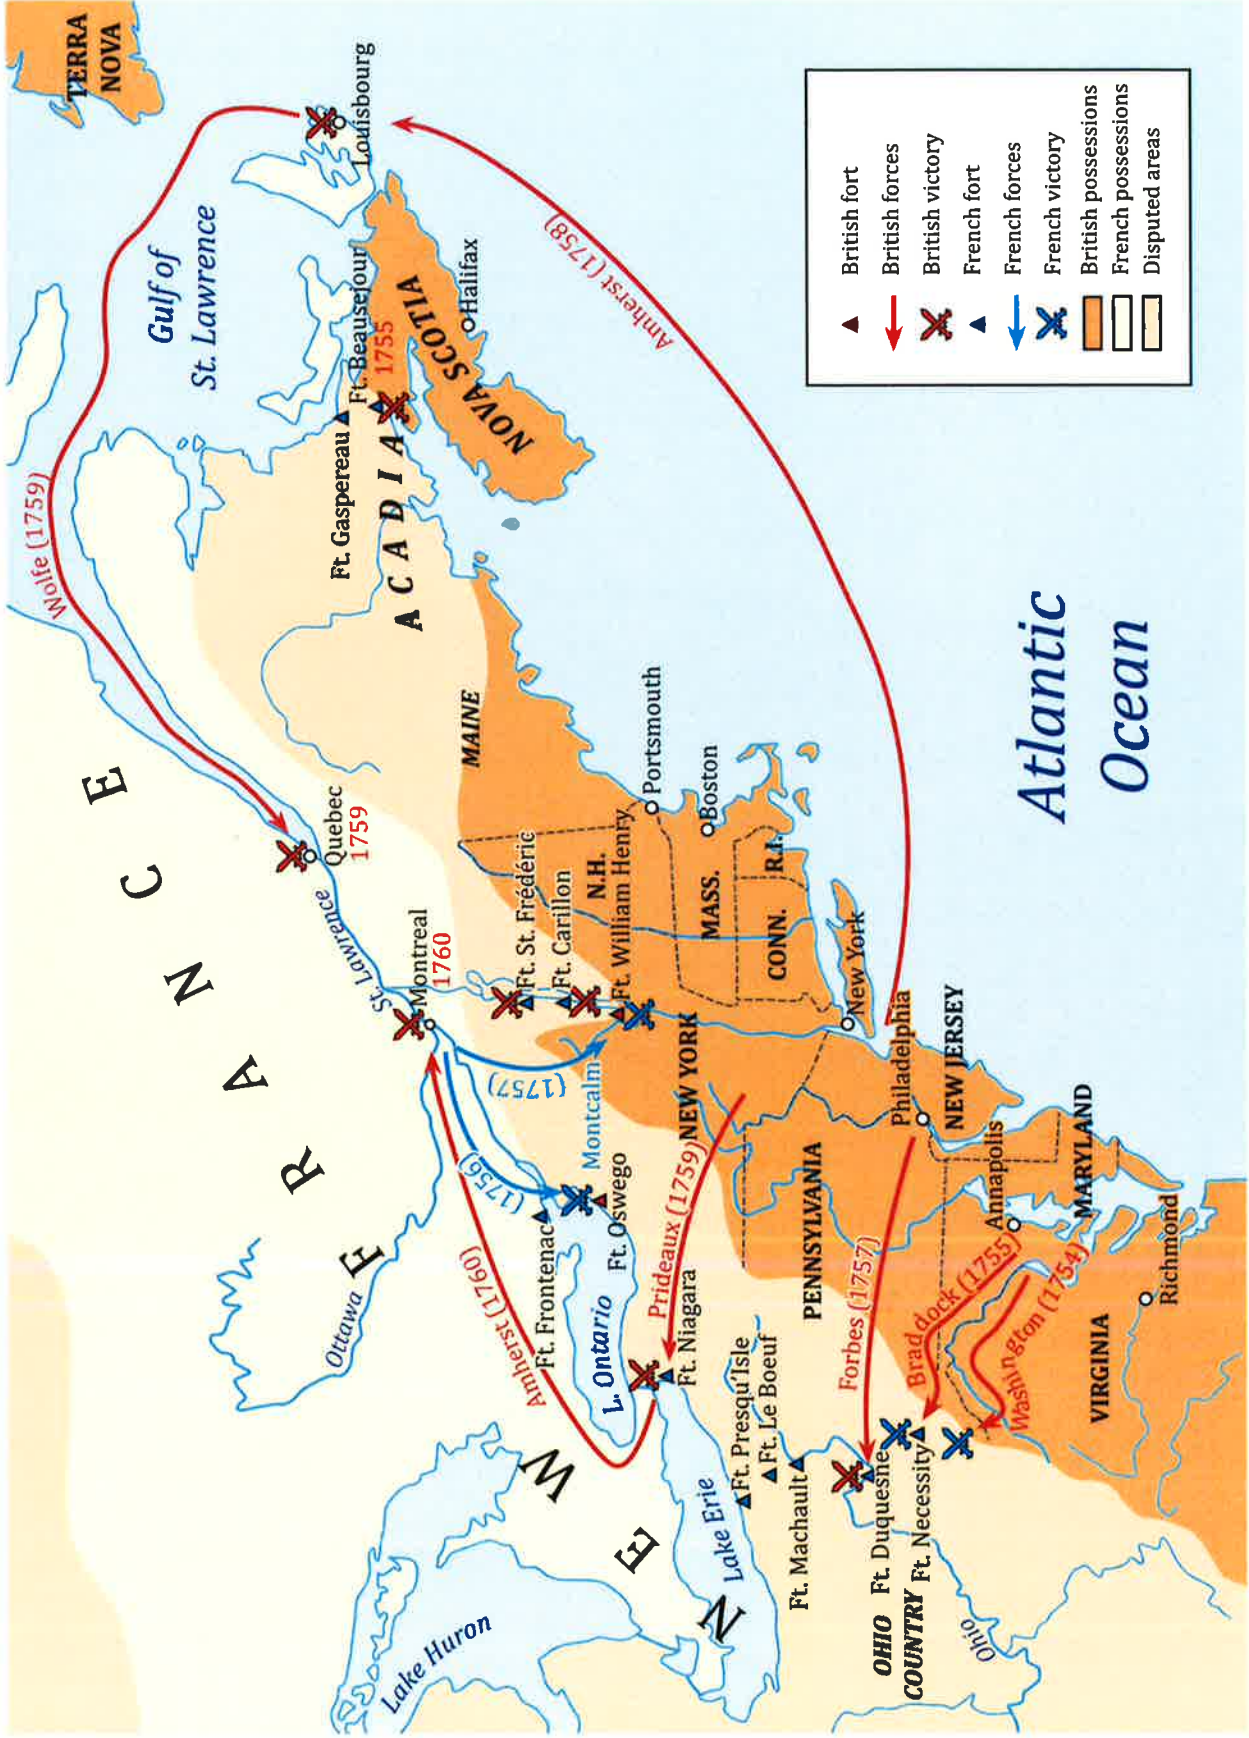 TERRA
NOVA
Gulf of
St. Lawrence
Louisbourg
Wolfe (1759)
Ft. Beausejour
1755
Ft. Gaspereau
ACADIA
NOVA SCOTIA
Halifax
Amherst (1758)
NEW FRANCE
Quebec
1759
St. Lawrence
Montreal
1760
MAINE
Portsmouth
Boston
N.H.
MASS.
CONN.
R.I.
Ft. St. Frédéric
Ft. Carillon
Ft. William Henry
(1757)
Montcalm
(1756)
NEW YORK
New York
Ottawa
Amherst (1760)
Ft. Frontenac
L. Ontario
Ft. Oswego
Prideaux (1759)
Ft. Niagara
Philadelphia
NEW JERSEY
PENNSYLVANIA
Annapolis
MARYLAND
Forbes (1757)
Braddock (1755)
Washington (1754)
VIRGINIA
Richmond
Lake Huron
Lake Erie
Ft. Presqu'Isle
Ft. Le Boeuf
Ft. Machault
Ft. Duquesne
Ft. Necessity
OHIO
COUNTRY
Ohio
Atlantic
Ocean
British fort
British forces
British victory
French fort
French forces
French victory
British possessions
French possessions
Disputed areas